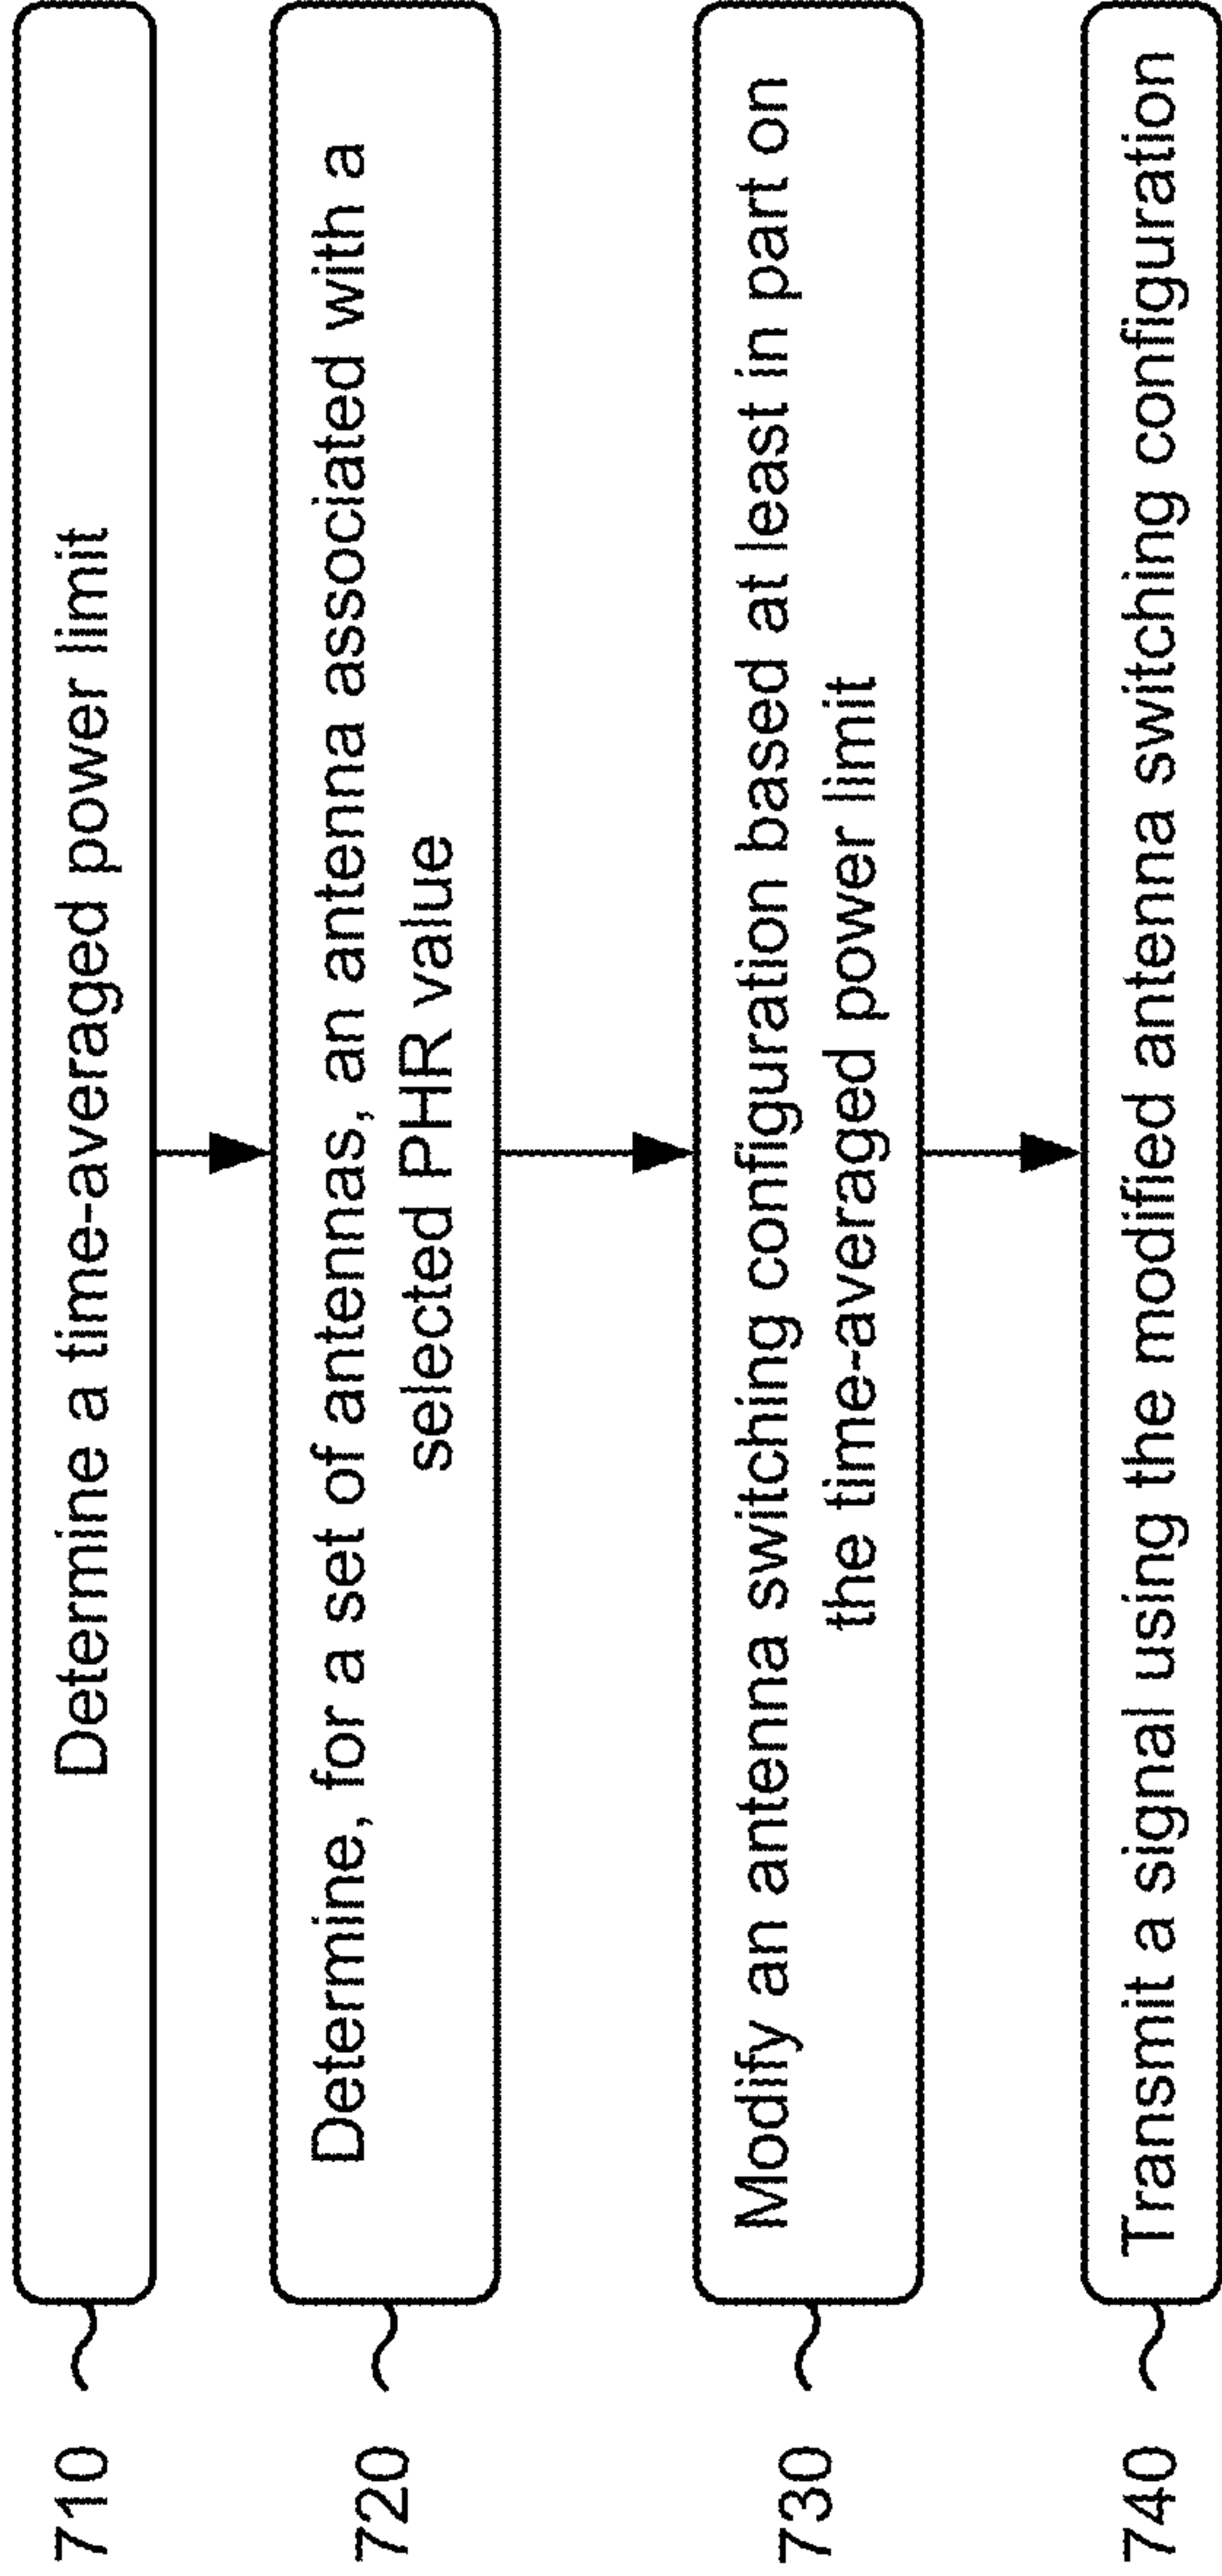 710
Determine a time-averaged power limit
720
Determine, for a set of antennas, an antenna associated with a
selected PHR value
730
Modify an antenna switching configuration based at least in part on
the time-averaged power limit
740
Transmit a signal using the modified antenna switching configuration